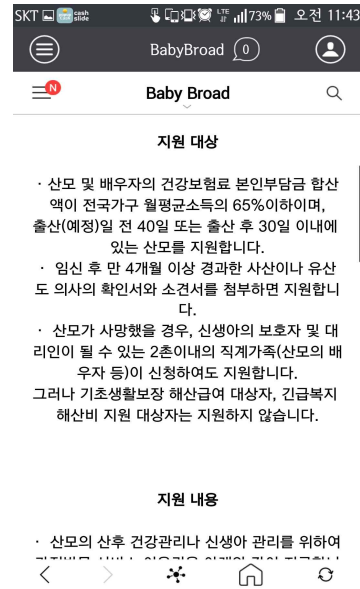 SKT cash slide LTE 73% 오전 11:43
BabyBroad 0
N Baby Broad
지원 대상
· 산모 및 배우자의 건강보험료 본인부담금 합산
액이 전국가구 월평균소득의 65%이하이며,
출산(예정)일 전 40일 또는 출산 후 30일 이내에
있는 산모를 지원합니다.
· 임신 후 만 4개월 이상 경과한 사산이나 유산
도 의사의 확인서와 소견서를 첨부하면 지원합니
다.
· 산모가 사망했을 경우, 신생아의 보호자 및 대
리인이 될 수 있는 2촌이내의 직계가족(산모의 배
우자 등)이 신청하여도 지원합니다.
그러나 기초생활보장 해산급여 대상자, 긴급복지
해산비 지원 대상자는 지원하지 않습니다.
지원 내용
· 산모의 산후 건강관리나 신생아 관리를 위하여